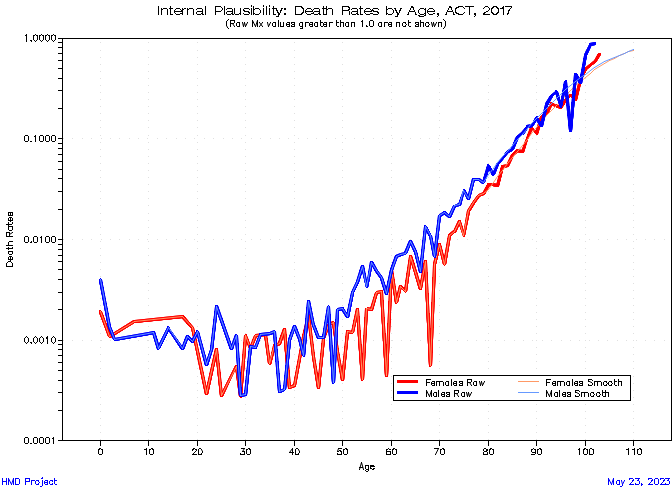 Internal Plausibility: Death Rates by Age, ACT, 2017
(Raw Mx values greater than 1.0 are not shown)
1.0000
0.1000
0.0100
0.0010
0.0001
Death Rates
Females Raw
Females Smooth
Males Raw
Males Smooth
0 10 20 30 40 50 60 70 80 90 100 110
Age
HMD Project
May 23, 2023